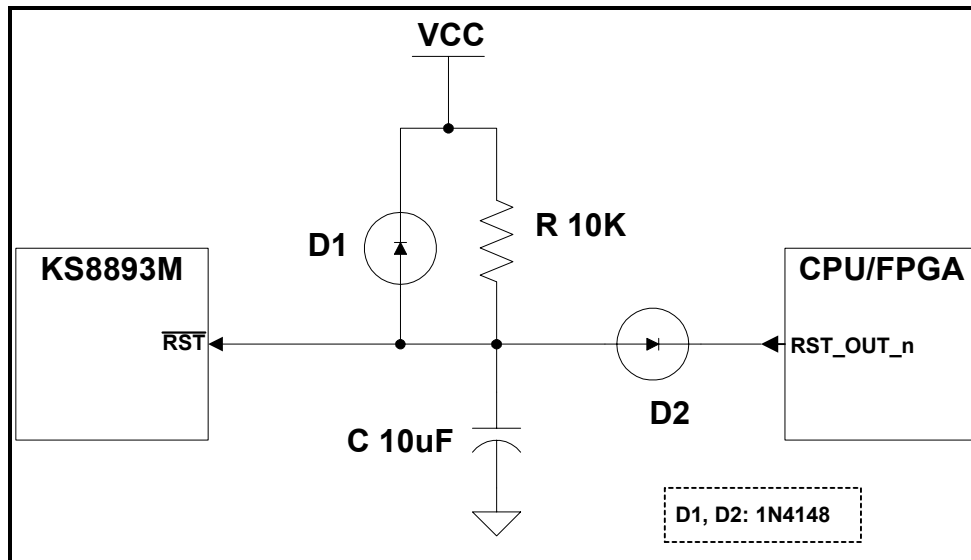 VCC
D1
R 10K
KS8893M
RST
CPU/FPGA
RST_OUT_n
D2
C 10uF
D1, D2: 1N4148